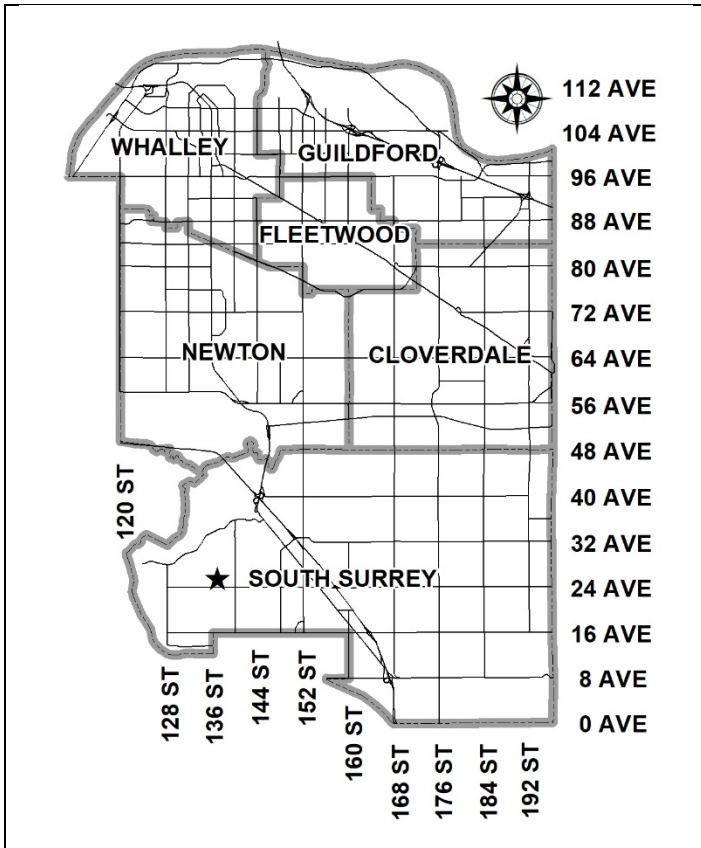 112 AVE
104 AVE
WHALLEY
GUILDFORD
96 AVE
88 AVE
FLEETWOOD
80 AVE
72 AVE
NEWTON
CLOVERDALE
64 AVE
56 AVE
48 AVE
120 ST
40 AVE
32 AVE
SOUTH SURREY
24 AVE
16 AVE
8 AVE
0 AVE
128 ST
136 ST
144 ST
152 ST
160 ST
168 ST
176 ST
184 ST
192 ST